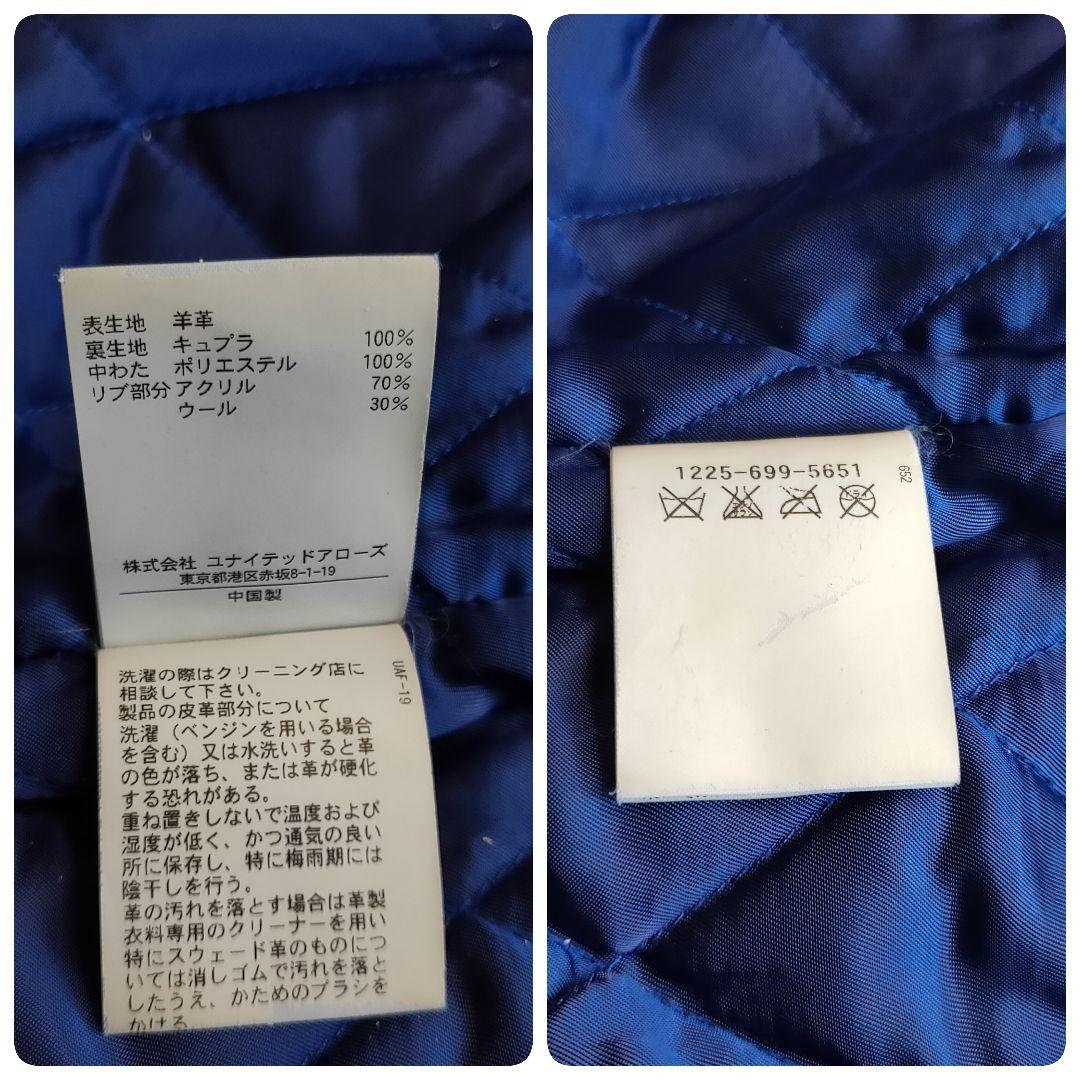 表生地 羊革
裏生地 キュプラ 100%
中わた ポリエステル 100%
リブ部分 アクリル 70%
ウール 30%
株式会社 ユナイテッドアローズ
東京都港区赤坂8-1-19
中国製
UAF-19
洗濯の際はクリーニング店に
相談して下さい。
製品の皮革部分について
洗濯（ベンジンを用いる場合
を含む）又は水洗いすると革
の色が落ち、または革が硬化
する恐れがある。
重ね置きしないで温度および
湿度が低く、かつ通気の良い
所に保存し、特に梅雨期には
陰干しを行う。
革の汚れを落とす場合は革製
衣料専用のクリーナーを用い
特にスウェード革のものにつ
いては消しゴムで汚れを落と
したうえ、かためのブラシを
かける
1225-699-5651
652
ドライ